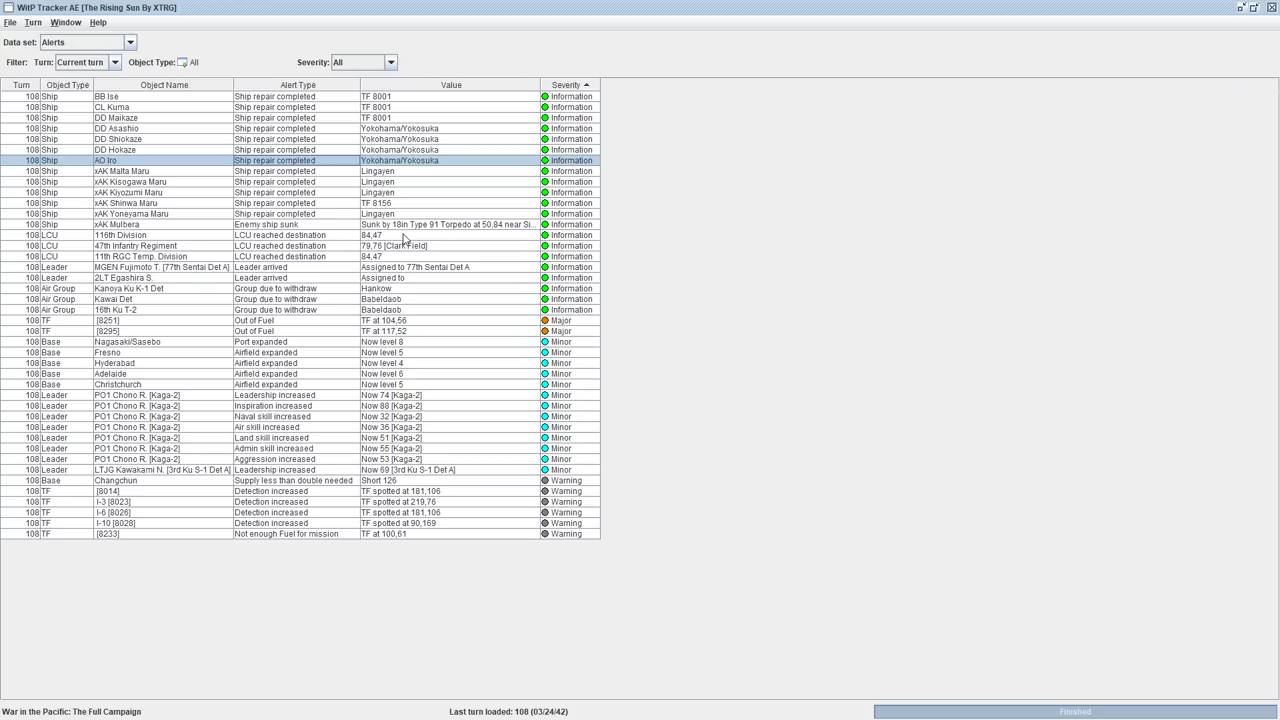 WitP Tracker AE [The Rising Sun By XTRG]
File Turn Window Help
Data set: Alerts
Filter: Turn: Current turn Object Type: All Severity: All
Turn Object Type Object Name Alert Type Value Severity
108 Ship BB Ise Ship repair completed TF 8001 Information
108 Ship CL Kuma Ship repair completed TF 8001 Information
108 Ship DD Maikaze Ship repair completed TF 8001 Information
108 Ship DD Asashio Ship repair completed Yokohama/Yokosuka Information
108 Ship DD Shiokaze Ship repair completed Yokohama/Yokosuka Information
108 Ship DD Hokaze Ship repair completed Yokohama/Yokosuka Information
108 Ship AO Iro Ship repair completed Yokohama/Yokosuka Information
108 Ship xAK Malta Maru Ship repair completed Lingayen Information
108 Ship xAK Kisogawa Maru Ship repair completed Lingayen Information
108 Ship xAK Kiyozumi Maru Ship repair completed Lingayen Information
108 Ship xAK Shinwa Maru Ship repair completed TF 8156 Information
108 Ship xAK Yoneyama Maru Ship repair completed Lingayen Information
108 Ship xAK Mulbera Enemy ship sunk Sunk by 18in Type 91 Torpedo at 50,84 near Si... Information
108 LCU 116th Division LCU reached destination 84,47 Information
108 LCU 47th Infantry Regiment LCU reached destination 79,76 [Clark Field] Information
108 LCU 11th RGC Temp. Division LCU reached destination 84,47 Information
108 Leader MGEN Fujimoto T. [77th Sentai Det A] Leader arrived Assigned to 77th Sentai Det A Information
108 Leader 2LT Egashira S. Leader arrived Assigned to Information
108 Air Group Kanoya Ku K-1 Det Group due to withdraw Hankow Information
108 Air Group Kawai Det Group due to withdraw Babeldaob Information
108 Air Group 16th Ku T-2 Group due to withdraw Babeldaob Information
108 TF [8251] Out of Fuel TF at 104,56 Major
108 TF [8295] Out of Fuel TF at 117,52 Major
108 Base Nagasaki/Sasebo Port expanded Now level 8 Minor
108 Base Fresno Airfield expanded Now level 5 Minor
108 Base Hyderabad Airfield expanded Now level 4 Minor
108 Base Adelaide Airfield expanded Now level 6 Minor
108 Base Christchurch Airfield expanded Now level 5 Minor
108 Leader PO1 Chono R. [Kaga-2] Leadership increased Now 74 [Kaga-2] Minor
108 Leader PO1 Chono R. [Kaga-2] Inspiration increased Now 88 [Kaga-2] Minor
108 Leader PO1 Chono R. [Kaga-2] Naval skill increased Now 32 [Kaga-2] Minor
108 Leader PO1 Chono R. [Kaga-2] Air skill increased Now 36 [Kaga-2] Minor
108 Leader PO1 Chono R. [Kaga-2] Land skill increased Now 51 [Kaga-2] Minor
108 Leader PO1 Chono R. [Kaga-2] Admin skill increased Now 55 [Kaga-2] Minor
108 Leader PO1 Chono R. [Kaga-2] Aggression increased Now 53 [Kaga-2] Minor
108 Leader LTJG Kawakami N. [3rd Ku S-1 Det A] Leadership increased Now 69 [3rd Ku S-1 Det A] Minor
108 Base Changchun Supply less than double needed Short 126 Warning
108 TF [8014] Detection increased TF spotted at 181,106 Warning
108 TF I-3 [8023] Detection increased TF spotted at 219,76 Warning
108 TF I-6 [8026] Detection increased TF spotted at 181,106 Warning
108 TF I-10 [8028] Detection increased TF spotted at 90,169 Warning
108 TF [8233] Not enough Fuel for mission TF at 100,61 Warning
War in the Pacific: The Full Campaign Last turn loaded: 108 (03/24/42) Finished